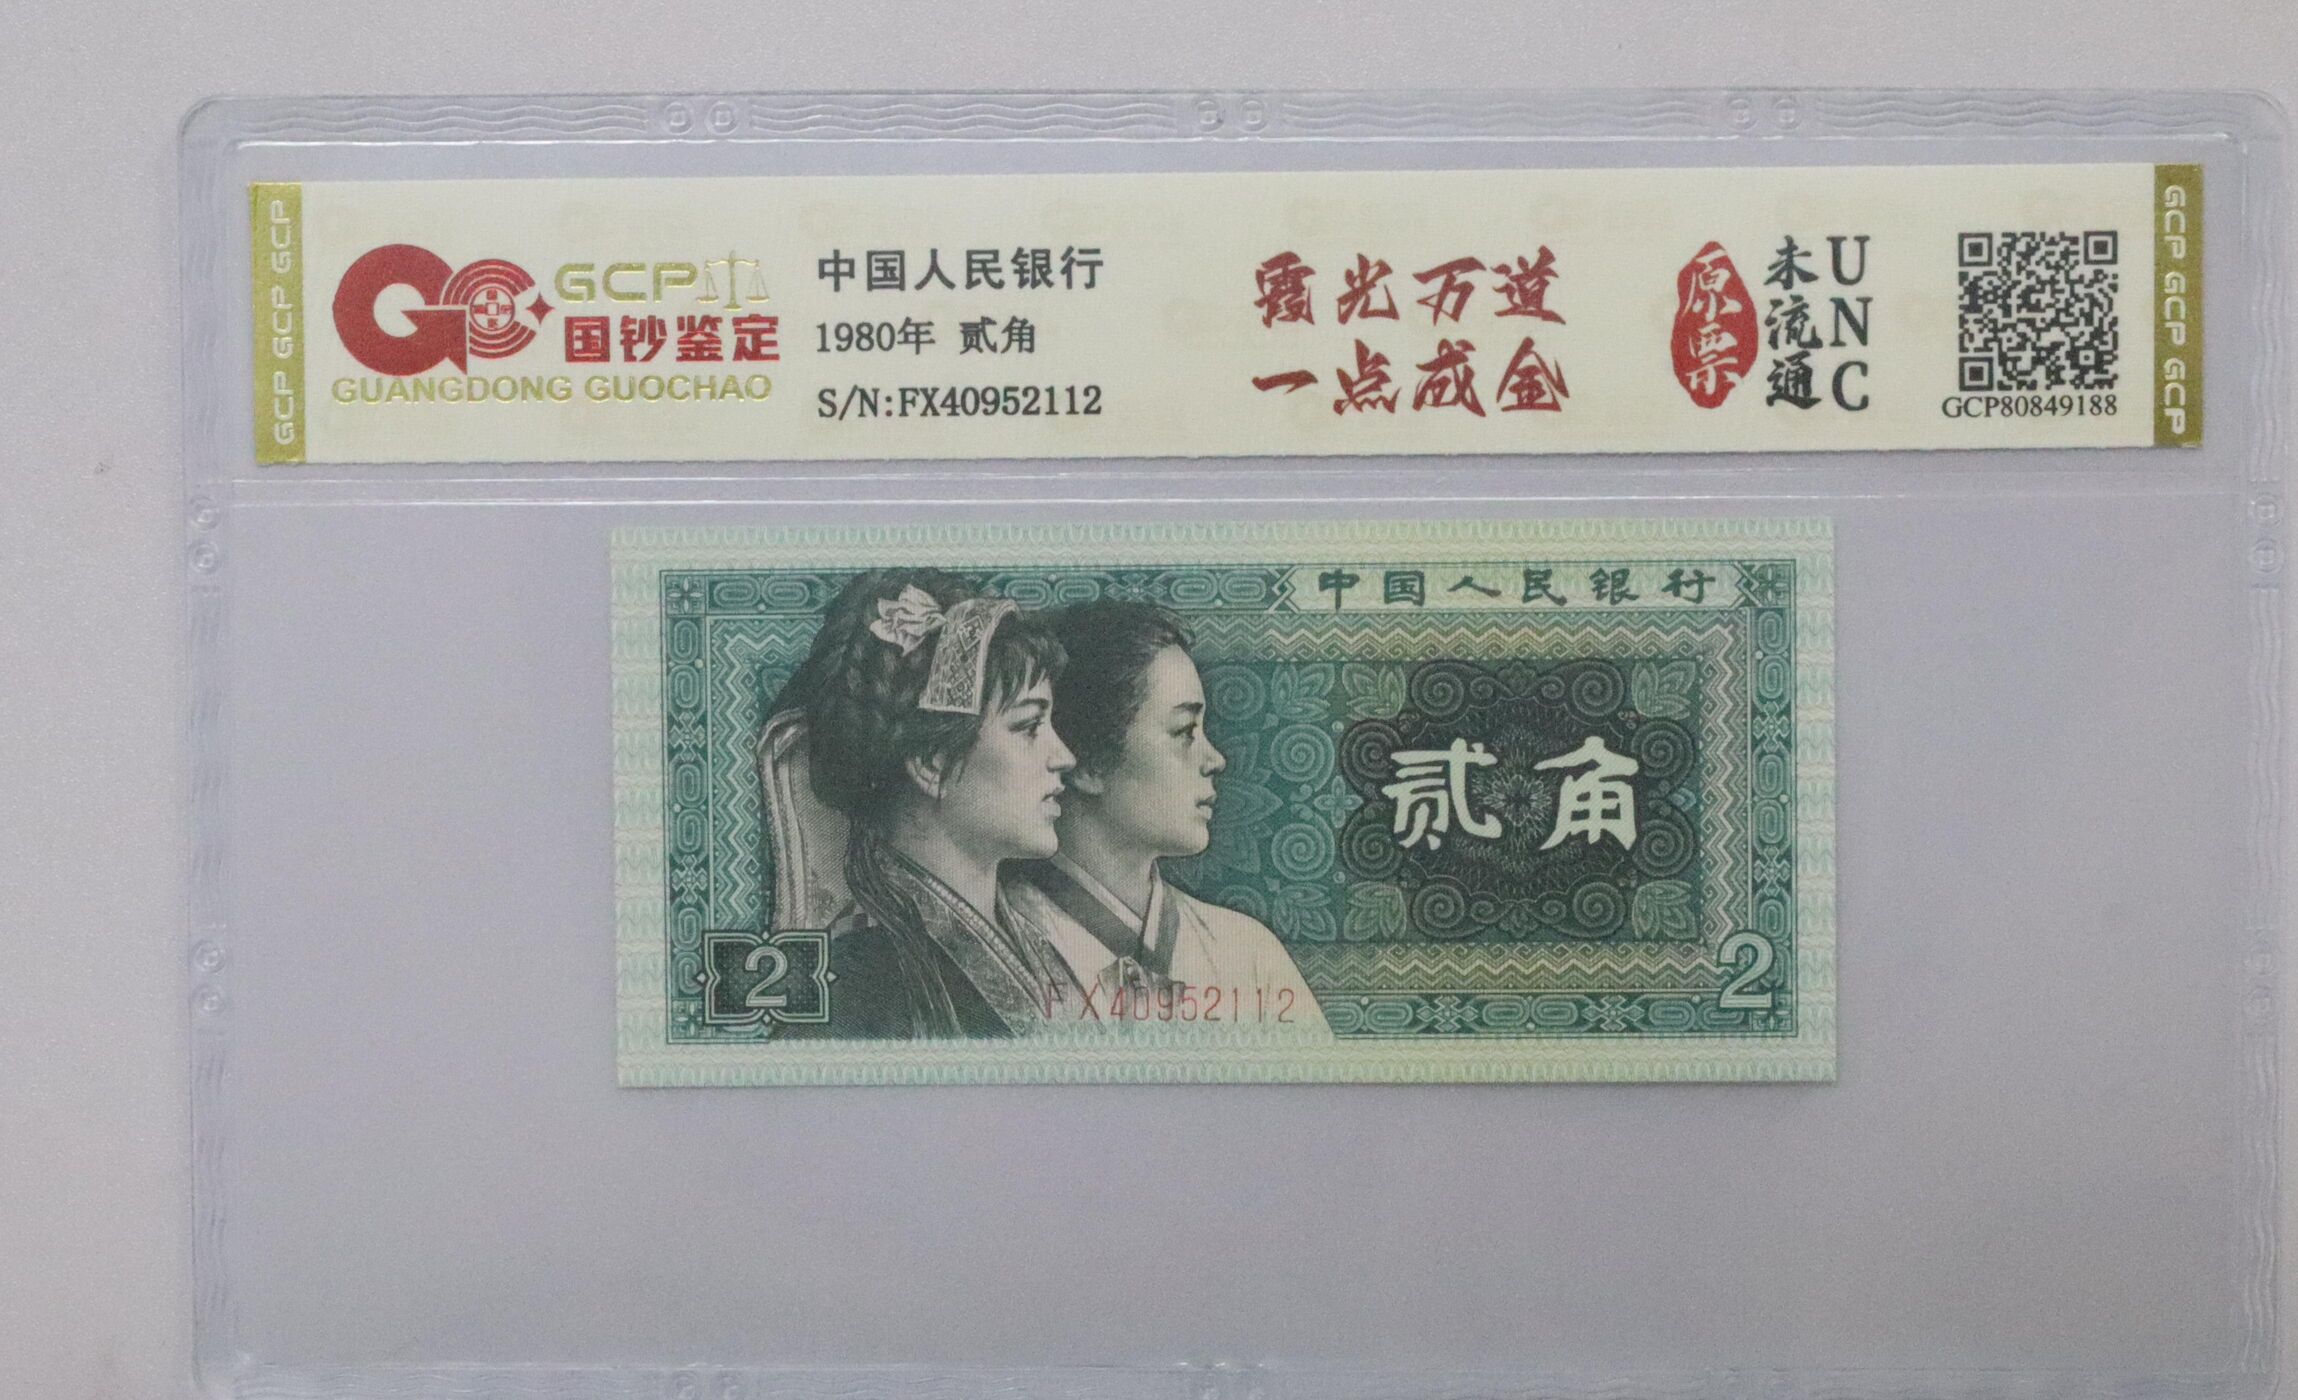 GCP GCP GCP
GCP
国钞鉴定
GUANGDONG GUOCHAO
中国人民银行
1980年 贰角
S/N:FX40952112
霞光万道
一点成金
原票
未流通
UNC
GCP80849188
GCP GCP GCP
中国人民银行
贰角
2
FX40952112
2